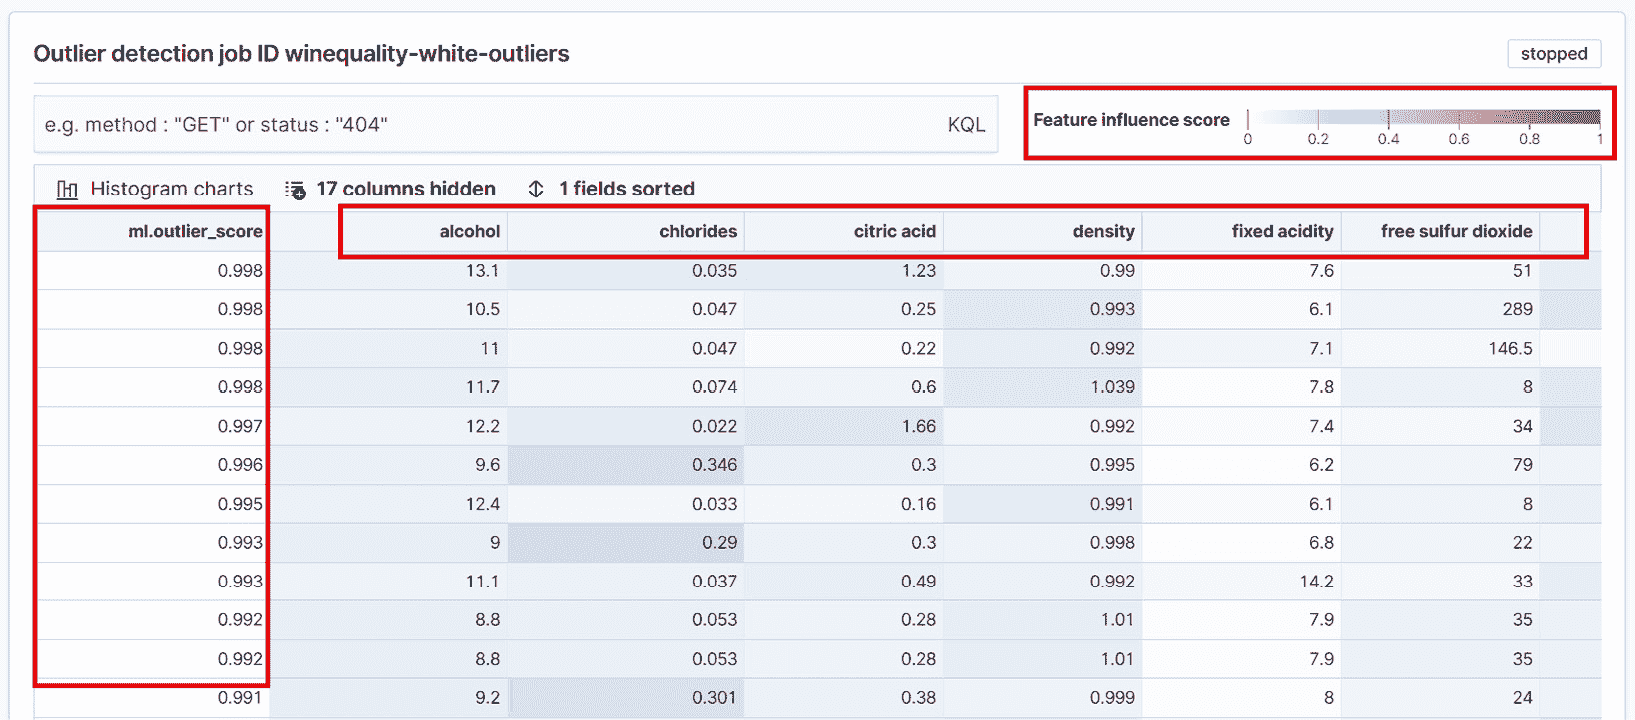 Outlier detection job ID winequality-white-outliers stopped
e.g. method : "GET" or status : "404" KQL
Feature influence score
0 0.2 0.4 0.6 0.8 1
Histogram charts 17 columns hidden 1 fields sorted
ml.outlier_score alcohol chlorides citric acid density fixed acidity free sulfur dioxide
0.998 13.1 0.035 1.23 0.99 7.6 51
0.998 10.5 0.047 0.25 0.993 6.1 289
0.998 11 0.047 0.22 0.992 7.1 146.5
0.998 11.7 0.074 0.6 1.039 7.8 8
0.997 12.2 0.022 1.66 0.992 7.4 34
0.996 9.6 0.346 0.3 0.995 6.2 79
0.995 12.4 0.033 0.16 0.991 6.1 8
0.993 9 0.29 0.3 0.998 6.8 22
0.993 11.1 0.037 0.49 0.992 14.2 33
0.992 8.8 0.053 0.28 1.01 7.9 35
0.992 8.8 0.053 0.28 1.01 7.9 35
0.991 9.2 0.301 0.38 0.999 8 24